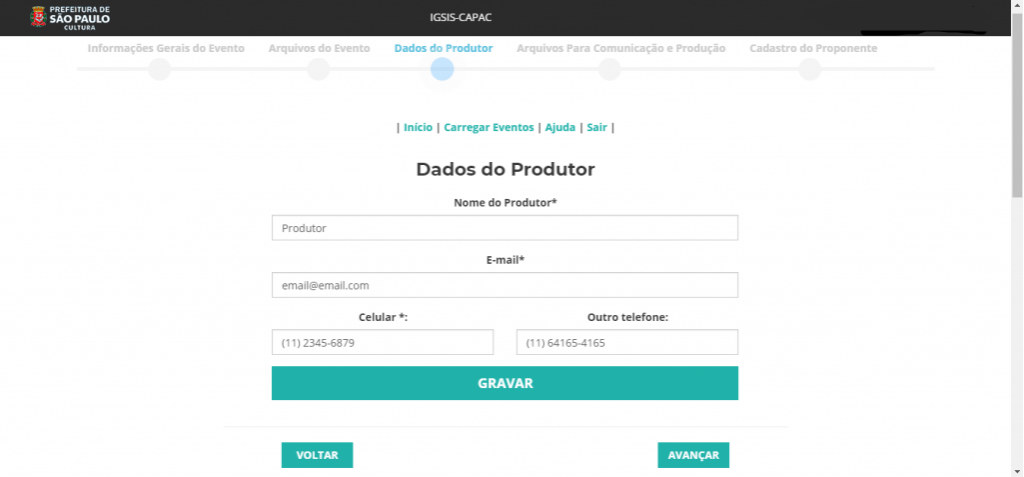 PREFEITURA DE
SÃO PAULO
CULTURA
IGSIS-CAPAC
Informações Gerais do Evento Arquivos do Evento Dados do Produtor Arquivos Para Comunicação e Produção Cadastro do Proponente
| Início | Carregar Eventos | Ajuda | Sair |
Dados do Produtor
Nome do Produtor*
Produtor
E-mail*
email@email.com
Celular *: Outro telefone:
(11) 2345-6879 (11) 64165-4165
GRAVAR
VOLTAR AVANÇAR